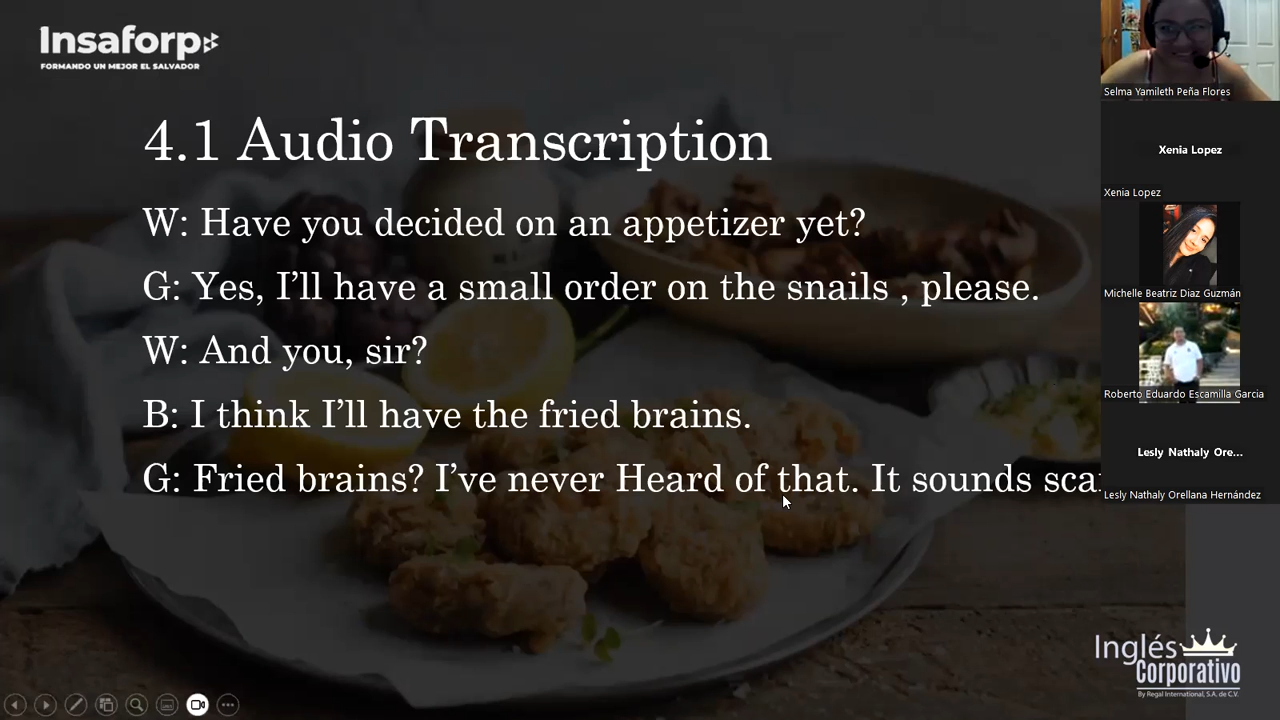 Insaforp
FORMANDO UN MEJOR EL SALVADOR
4.1 Audio Transcription
W: Have you decided on an appetizer yet?
G: Yes, I’ll have a small order on the snails , please.
W: And you, sir?
B: I think I’ll have the fried brains.
G: Fried brains? I’ve never Heard of that. It sounds
Selma Yamileth Peña Flores
Xenia Lopez
Xenia Lopez
Michelle Beatriz Diaz Guzmán
Roberto Eduardo Escamilla Garcia
Lesly Nathaly Ore...
Lesly Nathaly Orellana Hernández
Inglés
Corporativo
By Regal International, S.A. de C.V.